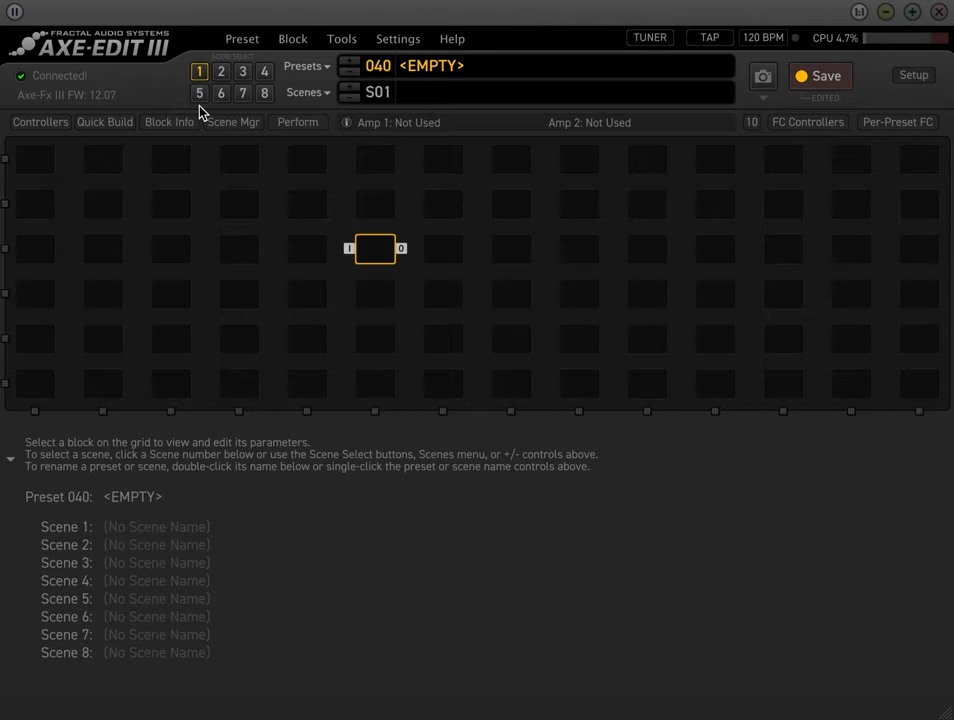 1:1
FRACTAL AUDIO SYSTEMS
AXE-EDIT III
Preset
Block
Tools
Settings
Help
TUNER
TAP
120 BPM
CPU 4.7%
Connected!
Axe-Fx III FW: 12.07
SCENE SELECT
1 2 3 4
5 6 7 8
Presets
040 <EMPTY>
Scenes
S01
Save
EDITED
Setup
Controllers
Quick Build
Block Info
Scene Mgr
Perform
Amp 1: Not Used
Amp 2: Not Used
10
FC Controllers
Per-Preset FC
I
O
Select a block on the grid to view and edit its parameters.
To select a scene, click a Scene number below or use the Scene Select buttons, Scenes menu, or +/- controls above.
To rename a preset or scene, double-click its name below or single-click the preset or scene name controls above.
Preset 040: <EMPTY>
Scene 1: (No Scene Name)
Scene 2: (No Scene Name)
Scene 3: (No Scene Name)
Scene 4: (No Scene Name)
Scene 5: (No Scene Name)
Scene 6: (No Scene Name)
Scene 7: (No Scene Name)
Scene 8: (No Scene Name)